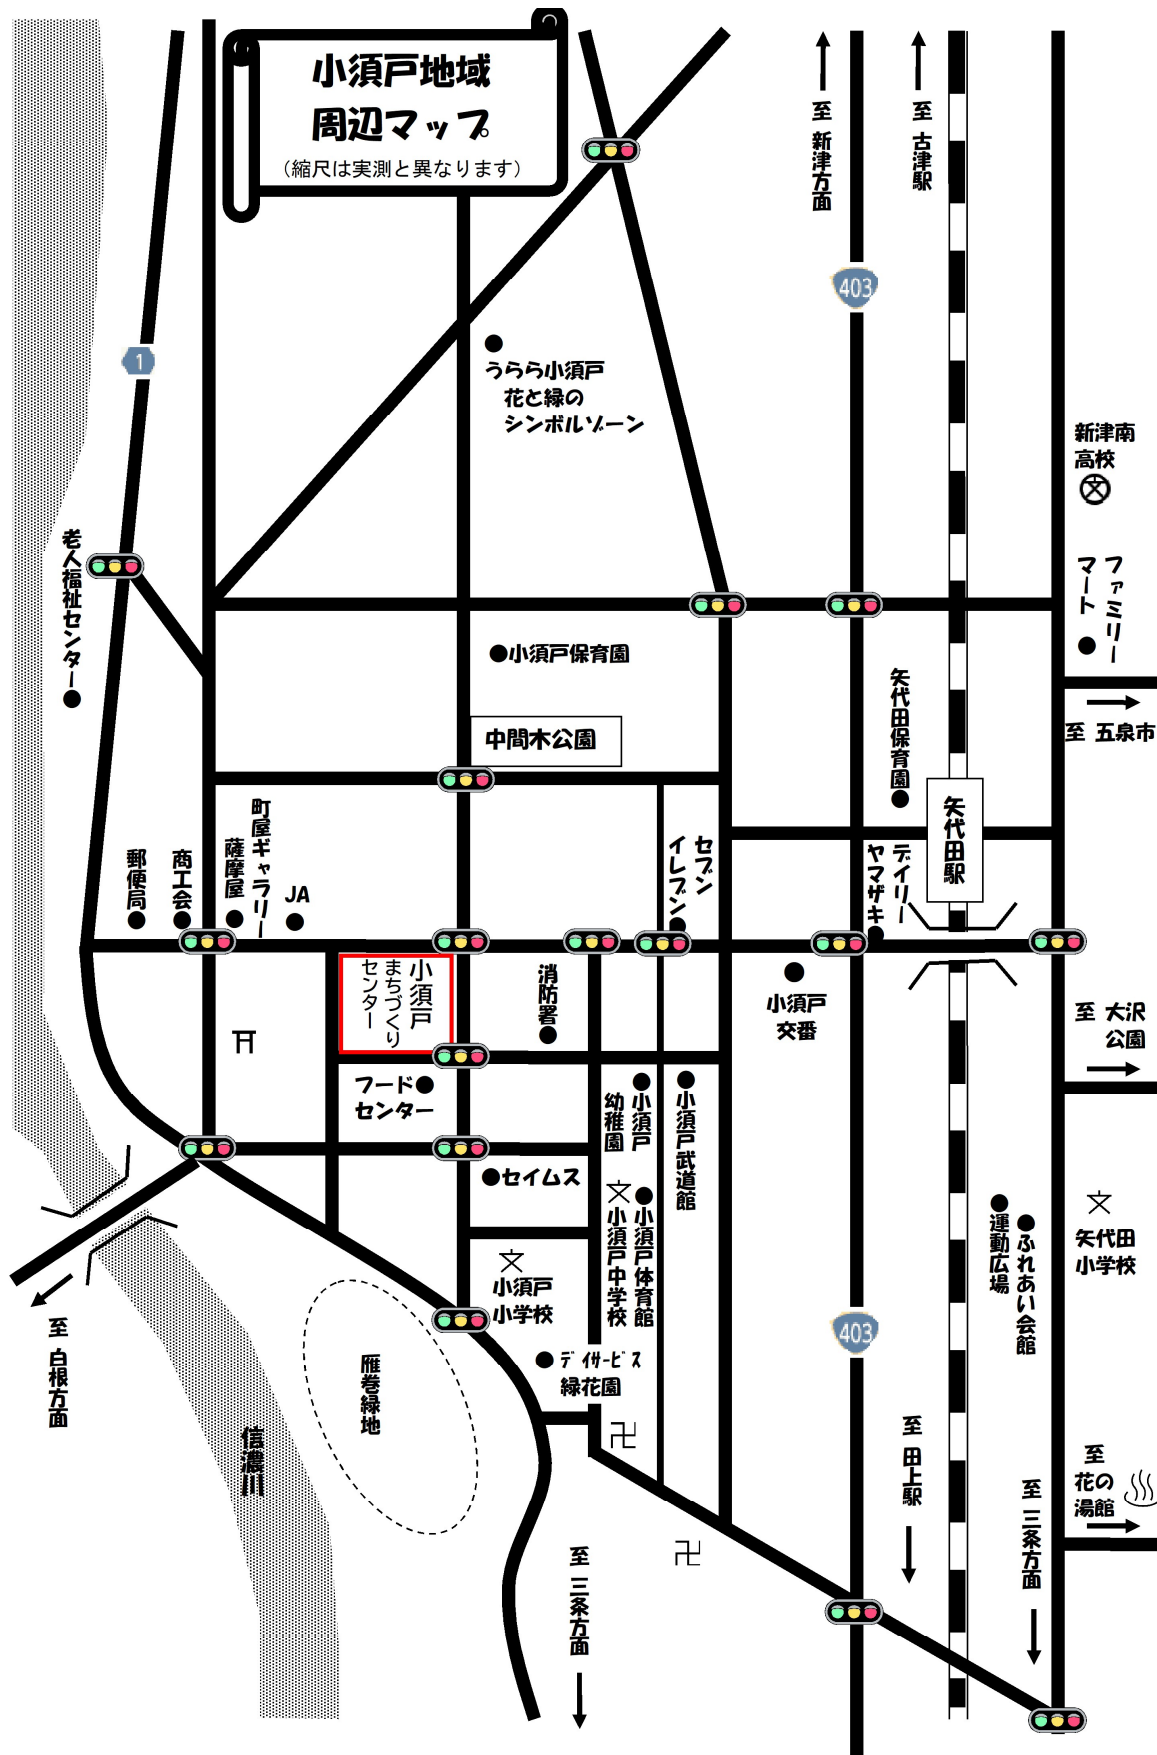 小須戸地域
周辺マップ
(縮尺は実測と異なります)
至 新津方面
至 古津駅
403
1
うらら小須戸
花と緑の
シンボルゾーン
新津南
高校
老人福祉センター
ファミリー
マート
小須戸保育園
矢代田保育園
至 五泉市
中間木公園
矢代田駅
町屋ギャラリー
薩摩屋
商工会
郵便局
JA
セブン
イレブン
デイリー
ヤマザキ
小須戸
まちづくり
センター
消防署
小須戸
交番
至 大沢
公園
フード
センター
小須戸
幼稚園
小須戸武道館
セイムス
小須戸体育館
小須戸中学校
小須戸
小学校
ふれあい会館
運動広場
矢代田
小学校
至 白根方面
403
雁巻緑地
デイサービス
緑花園
信濃川
至 田上駅
至
花の
湯館
至 三条方面
至 三条方面